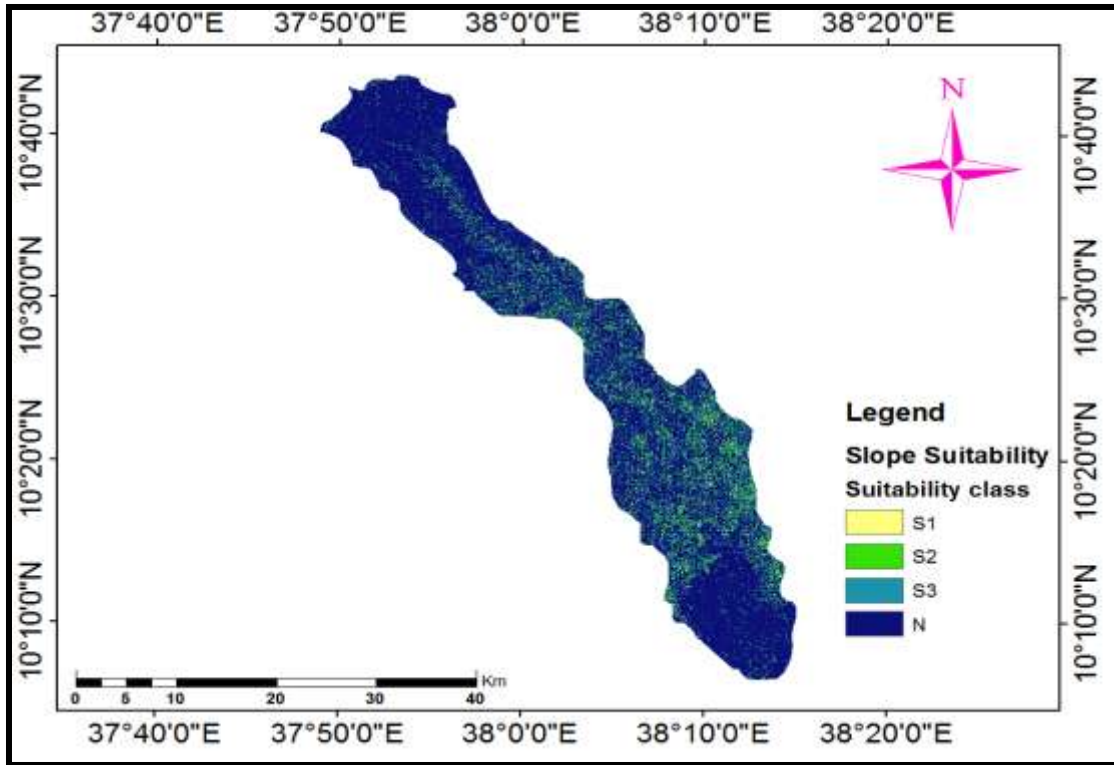 37°40'0"E 37°50'0"E 38°0'0"E 38°10'0"E 38°20'0"E
N
10°40'0"N 10°40'0"N
10°30'0"N 10°30'0"N
Legend
Slope Suitability
10°20'0"N 10°20'0"N
Suitability class
S1
S2
S3
N
10°10'0"N 10°10'0"N
Km
0 5 10 20 30 40
37°40'0"E 37°50'0"E 38°0'0"E 38°10'0"E 38°20'0"E